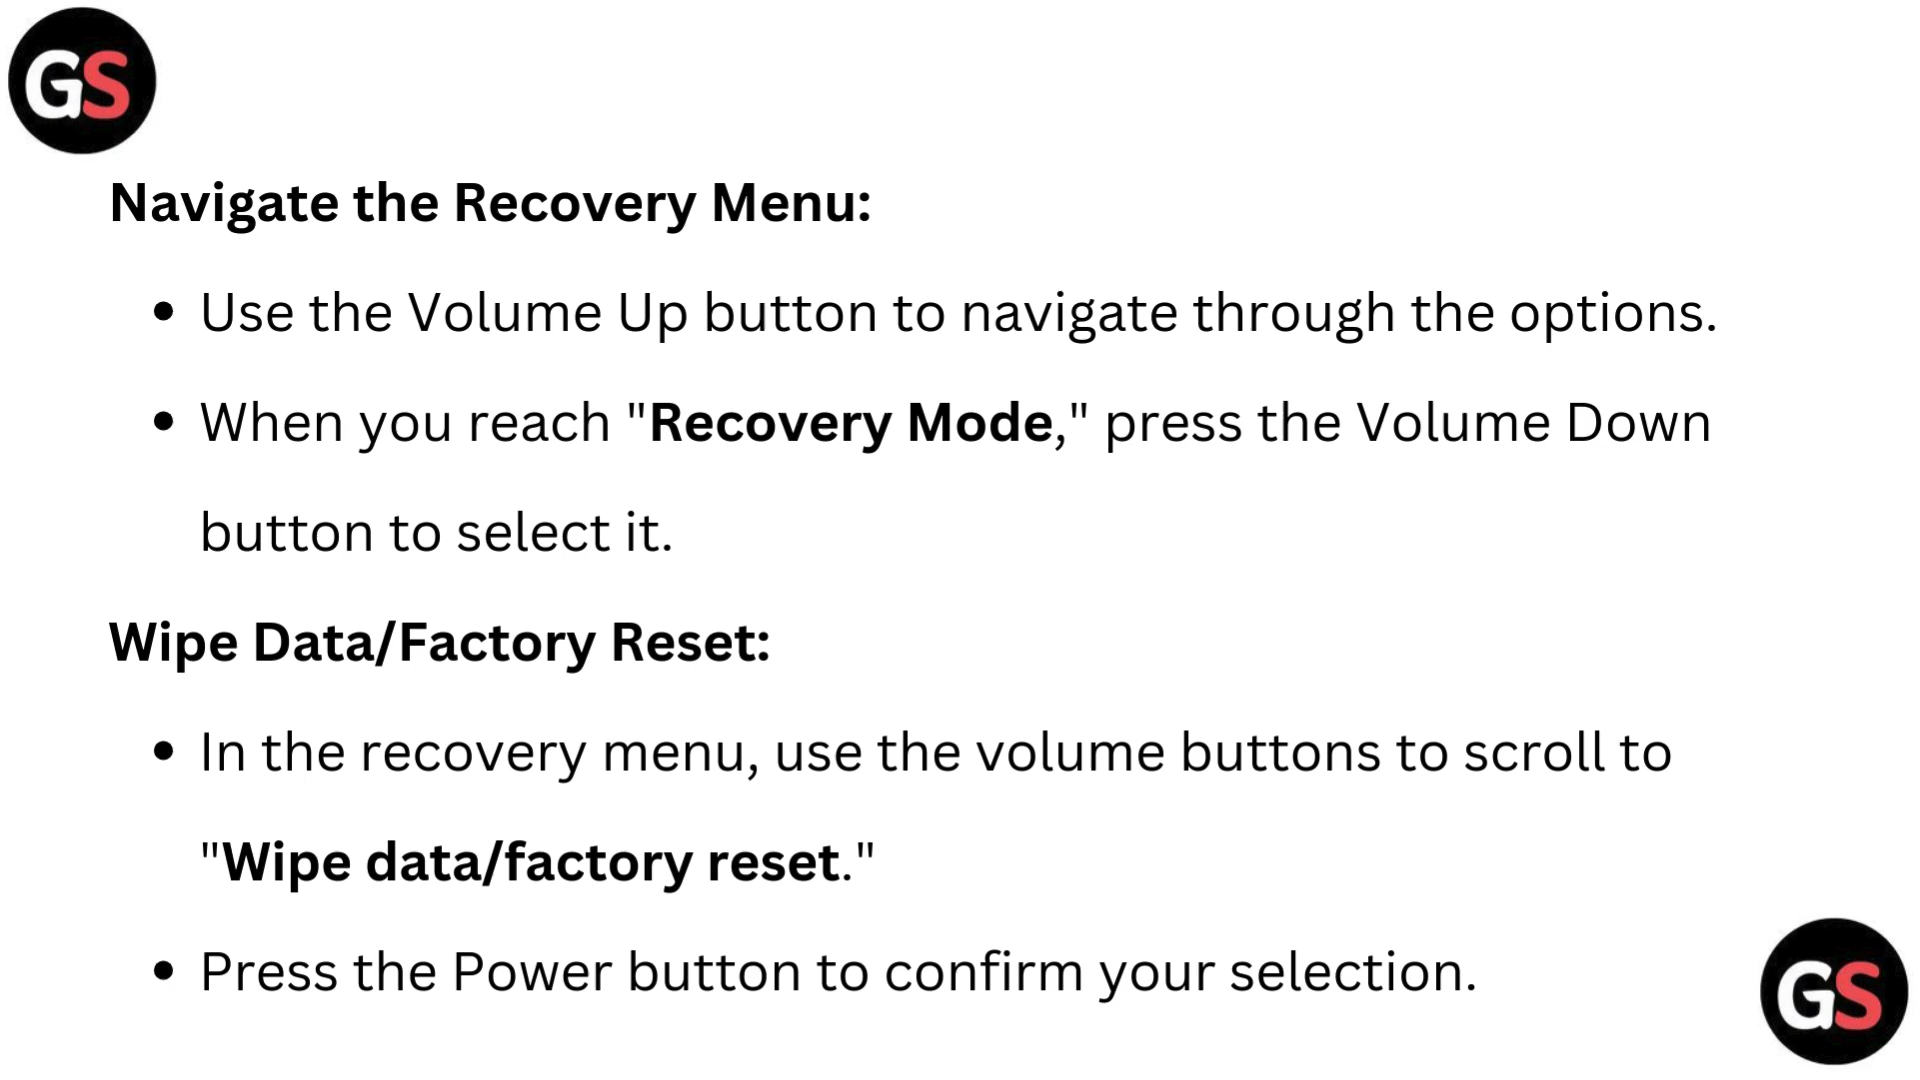 GS
Navigate the Recovery Menu:
• Use the Volume Up button to navigate through the options.
• When you reach "Recovery Mode," press the Volume Down
button to select it.
Wipe Data/Factory Reset:
• In the recovery menu, use the volume buttons to scroll to
"Wipe data/factory reset."
• Press the Power button to confirm your selection.
GS